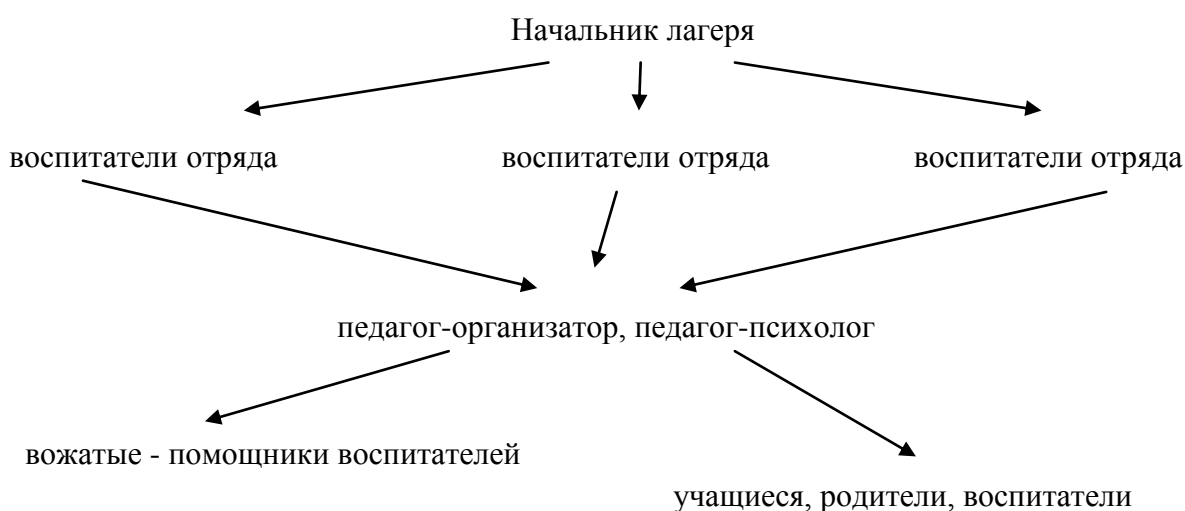 Начальник лагеря
воспитатели отряда
воспитатели отряда
воспитатели отряда
педагог-организатор, педагог-психолог
вожатые - помощники воспитателей
учащиеся, родители, воспитатели